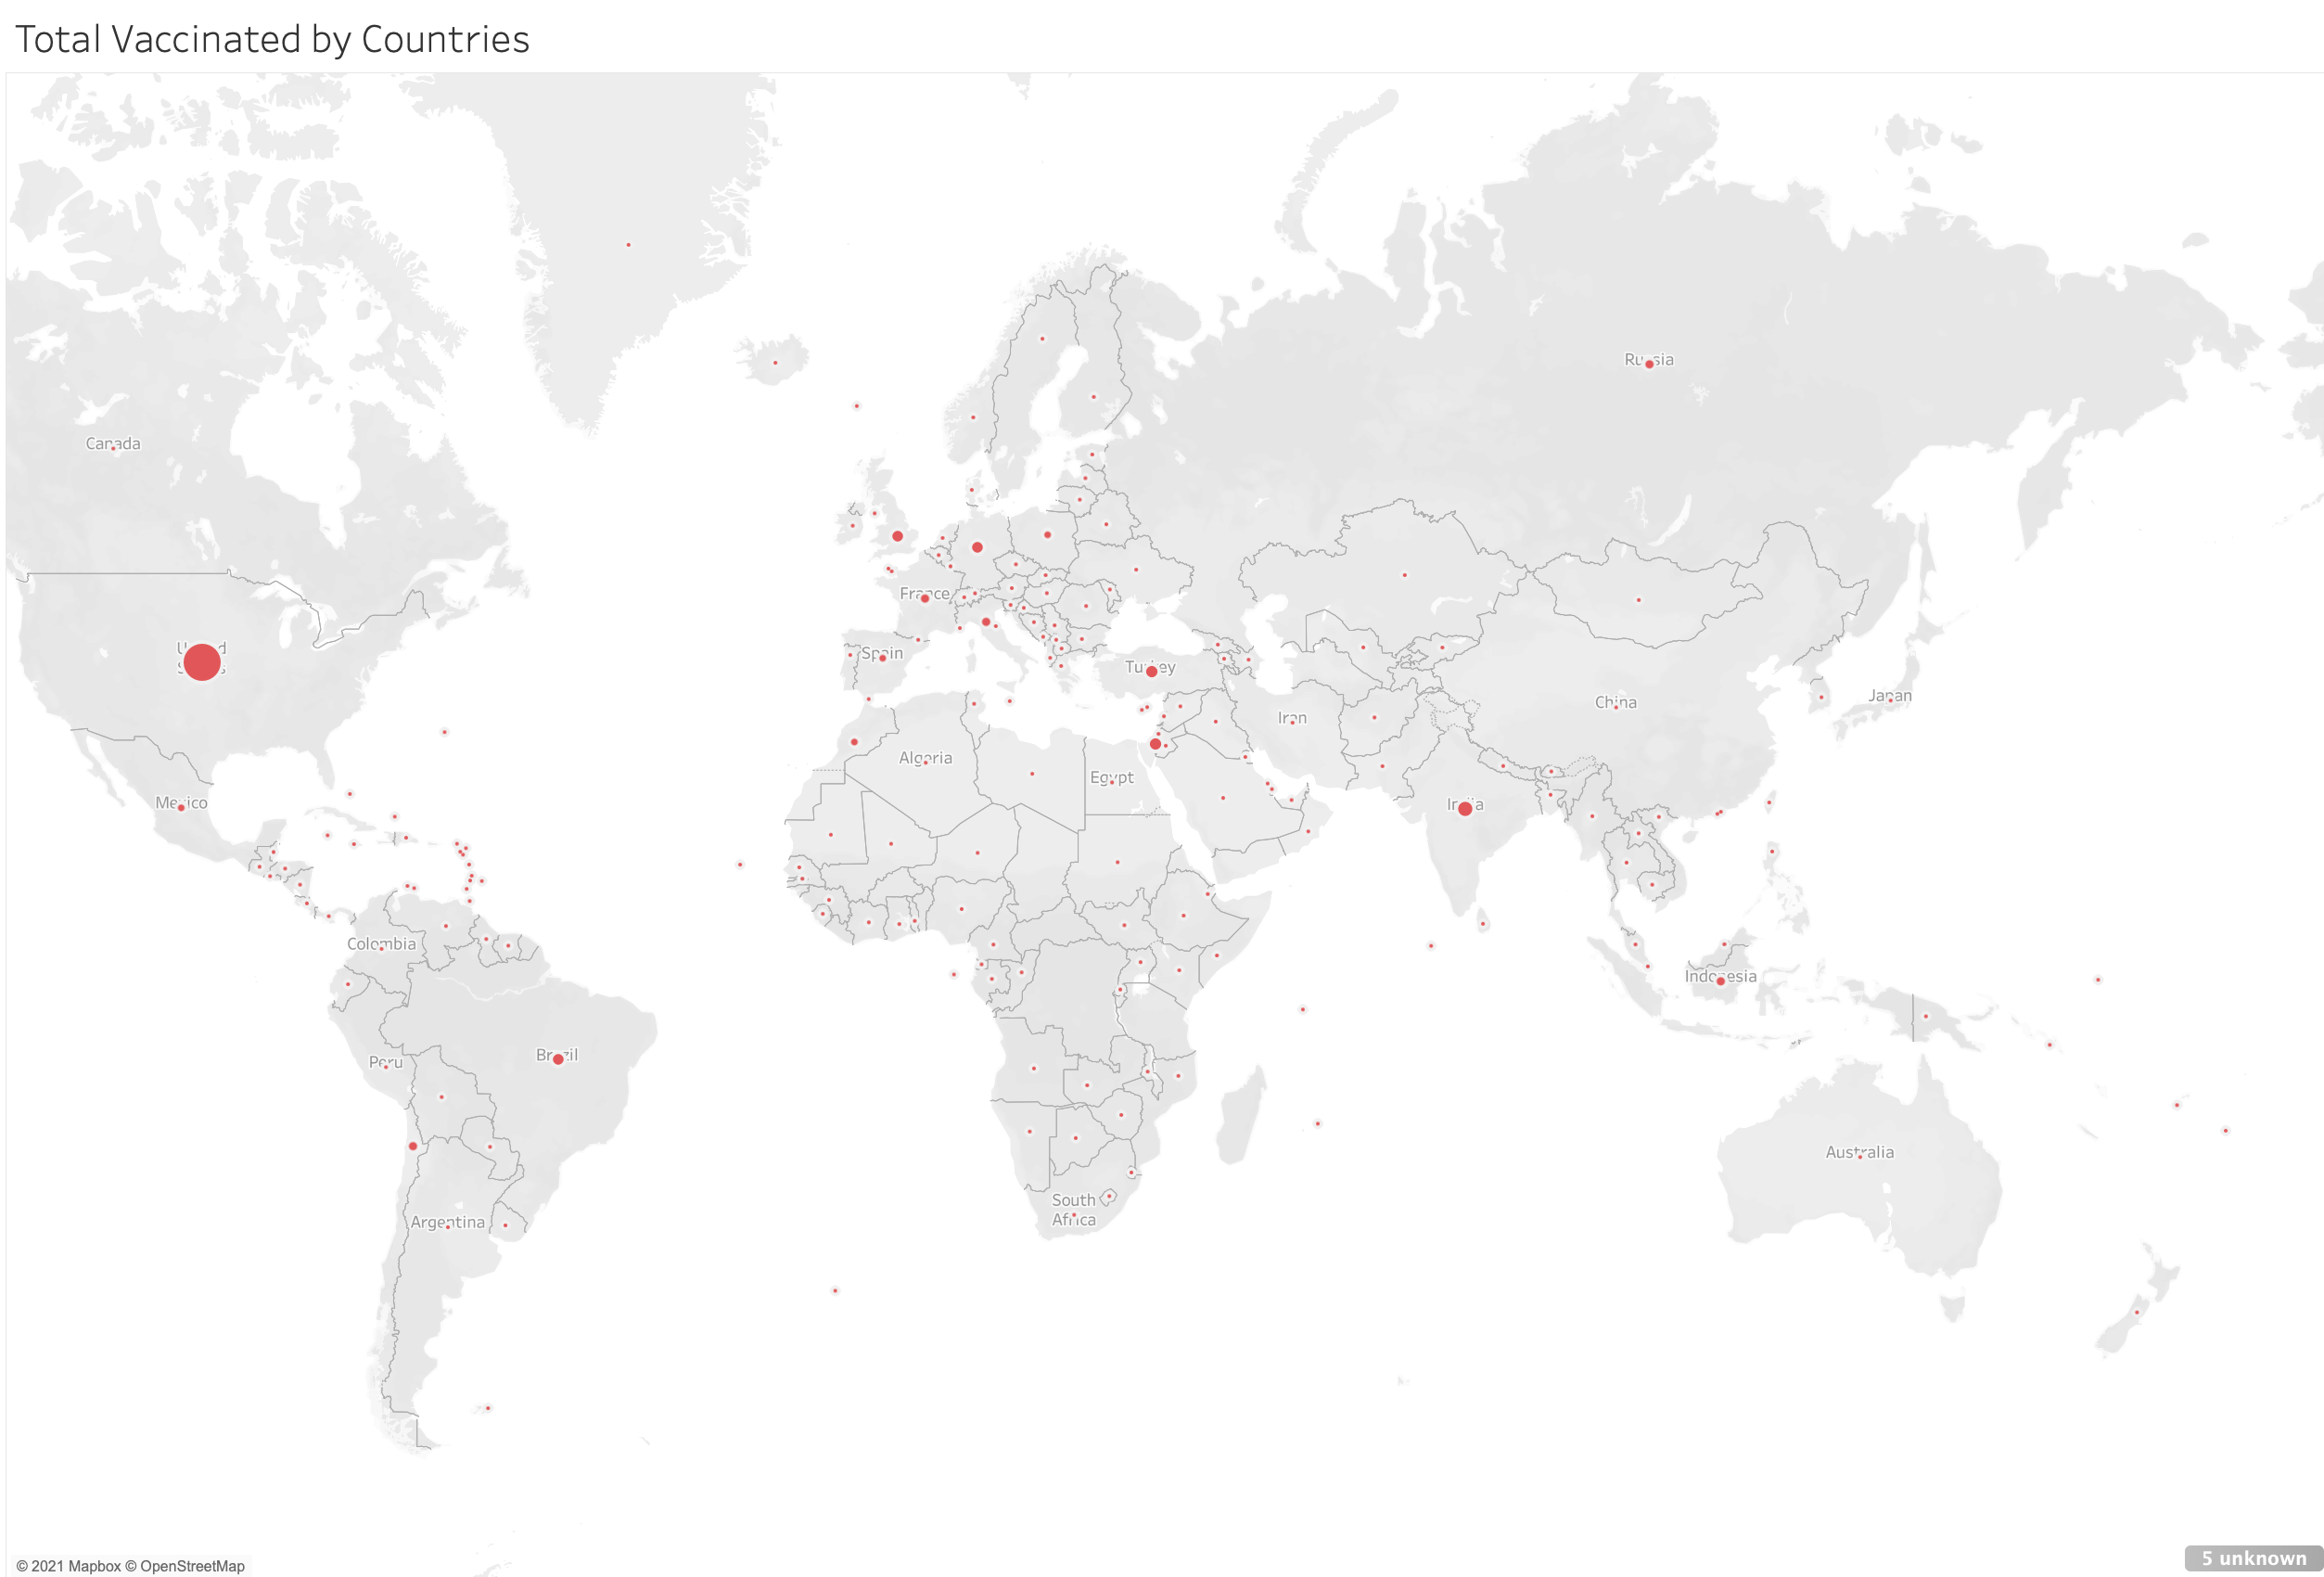 Total Vaccinated by Countries
Russia
Canada
France
United
States
Spain
Turkey
China
Japan
Iran
Algeria
Egypt
Mexico
India
Colombia
Indonesia
Brazil
Peru
Australia
South
Africa
Argentina
© 2021 Mapbox © OpenStreetMap
5 unknown